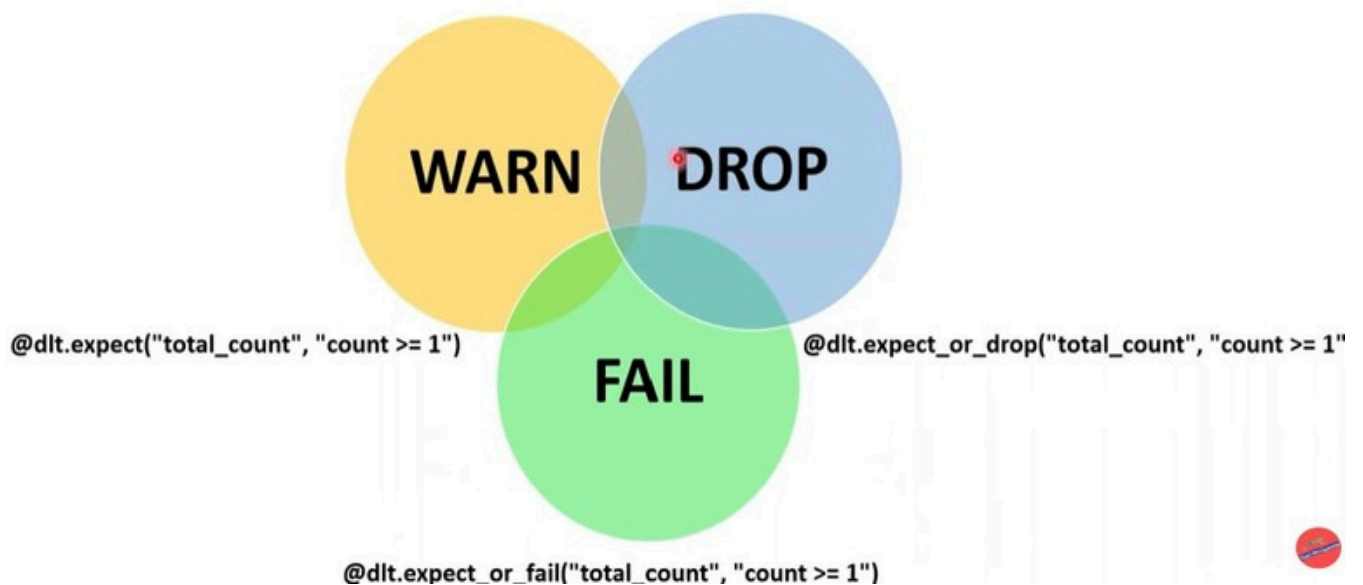 WARN
DROP
@dlt.expect("total_count", "count >= 1")
@dlt.expect_or_drop("total_count", "count >= 1"
FAIL
@dlt.expect_or_fail("total_count", "count >= 1")